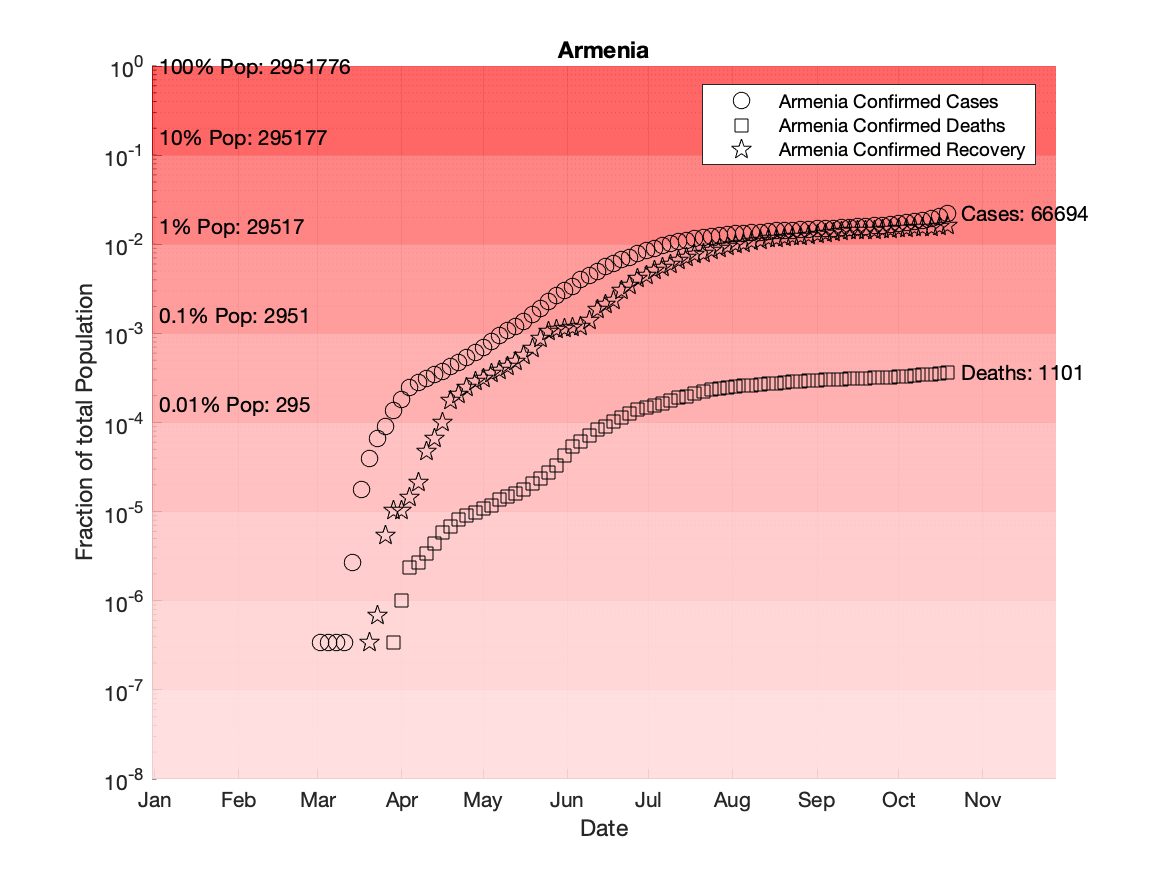 Armenia
10^0
10^-1
10^-2
10^-3
10^-4
10^-5
10^-6
10^-7
10^-8
Fraction of total Population
100% Pop: 2951776
10% Pop: 295177
1% Pop: 29517
0.1% Pop: 2951
0.01% Pop: 295
Armenia Confirmed Cases
Armenia Confirmed Deaths
Armenia Confirmed Recovery
Cases: 66694
Deaths: 1101
Jan Feb Mar Apr May Jun Jul Aug Sep Oct Nov
Date